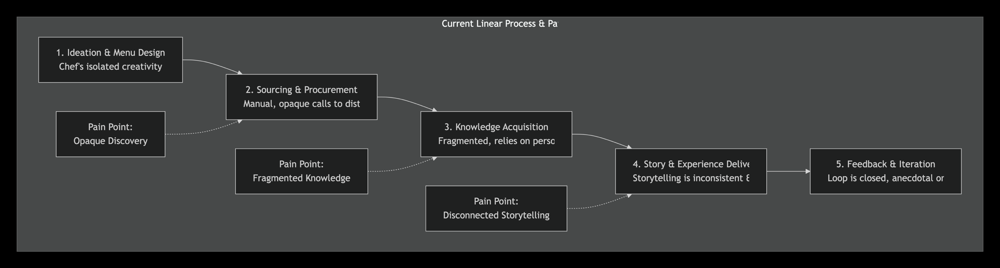 Current Linear Process & Pa
1. Ideation & Menu Design
Chef's isolated creativity
2. Sourcing & Procurement
Manual, opaque calls to dist
Pain Point:
Opaque Discovery
3. Knowledge Acquisition
Fragmented, relies on perso
Pain Point:
Fragmented Knowledge
4. Story & Experience Delive
Storytelling is inconsistent &
Pain Point:
Disconnected Storytelling
5. Feedback & Iteration
Loop is closed, anecdotal or